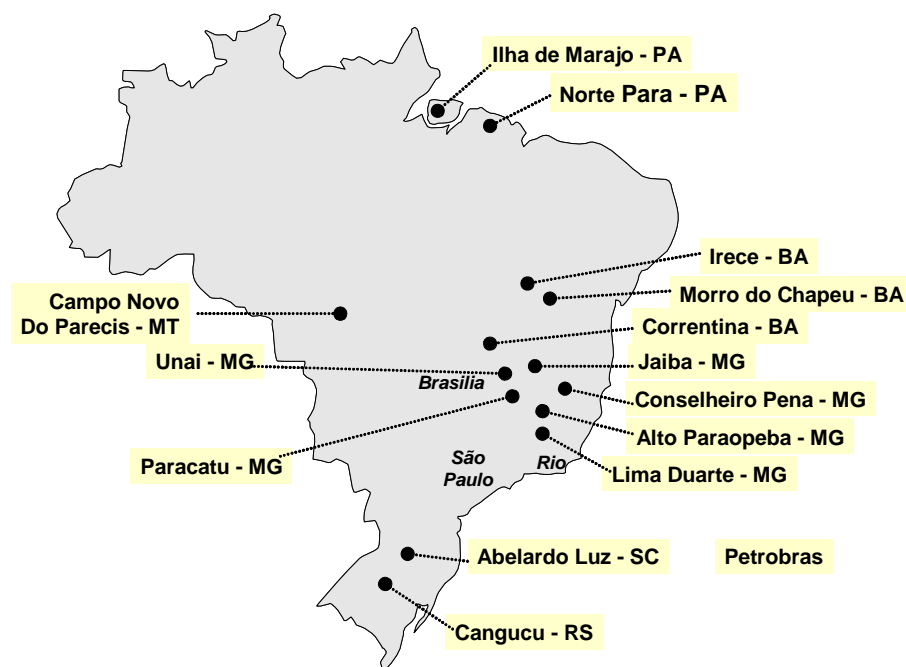 Ilha de Marajo - PA
Norte Para - PA
Irece - BA
Morro do Chapeu - BA
Campo Novo
Do Parecis - MT
Correntina - BA
Unai - MG
Jaiba - MG
Brasilia
Conselheiro Pena - MG
Alto Paraopeba - MG
Paracatu - MG
São
Paulo
Rio
Lima Duarte - MG
Abelardo Luz - SC
Petrobras
Cangucu - RS